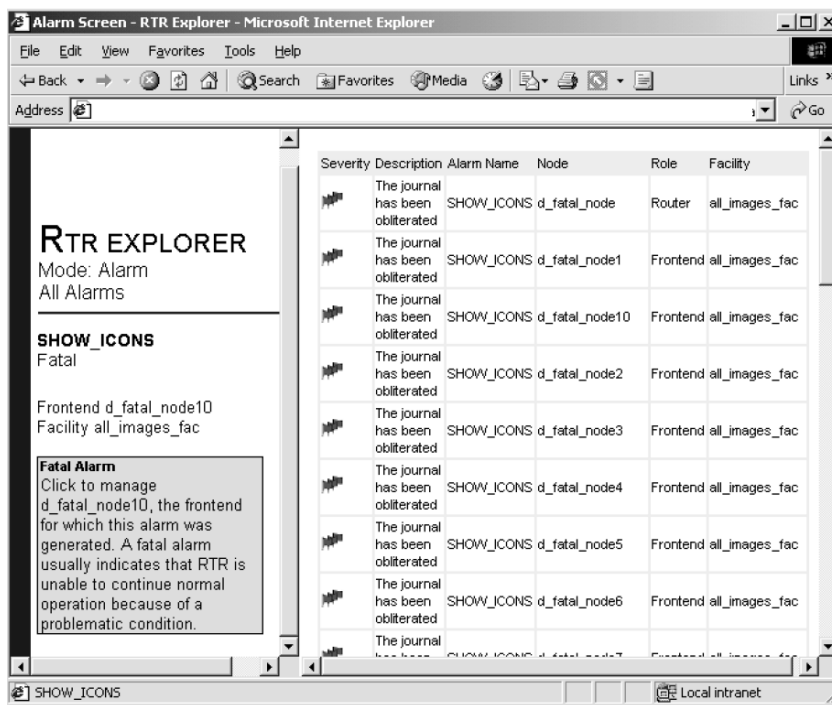 Alarm Screen - RTR Explorer - Microsoft Internet Explorer
File Edit View Favorites Tools Help
Back Search Favorites Media Links »
Address Go
RTR EXPLORER
Mode: Alarm
All Alarms
SHOW_ICONS
Fatal
Frontend d_fatal_node10
Facility all_images_fac
Fatal Alarm
Click to manage
d_fatal_node10, the frontend
for which this alarm was
generated. A fatal alarm
usually indicates that RTR is
unable to continue normal
operation because of a
problematic condition.
Severity Description Alarm Name Node Role Facility
The journal
has been
obliterated
SHOW_ICONS d_fatal_node Router all_images_fac
The journal
has been
obliterated
SHOW_ICONS d_fatal_node1 Frontend all_images_fac
The journal
has been
obliterated
SHOW_ICONS d_fatal_node10 Frontend all_images_fac
The journal
has been
obliterated
SHOW_ICONS d_fatal_node2 Frontend all_images_fac
The journal
has been
obliterated
SHOW_ICONS d_fatal_node3 Frontend all_images_fac
The journal
has been
obliterated
SHOW_ICONS d_fatal_node4 Frontend all_images_fac
The journal
has been
obliterated
SHOW_ICONS d_fatal_node5 Frontend all_images_fac
The journal
has been
obliterated
SHOW_ICONS d_fatal_node6 Frontend all_images_fac
The journal
SHOW_ICONS Local intranet